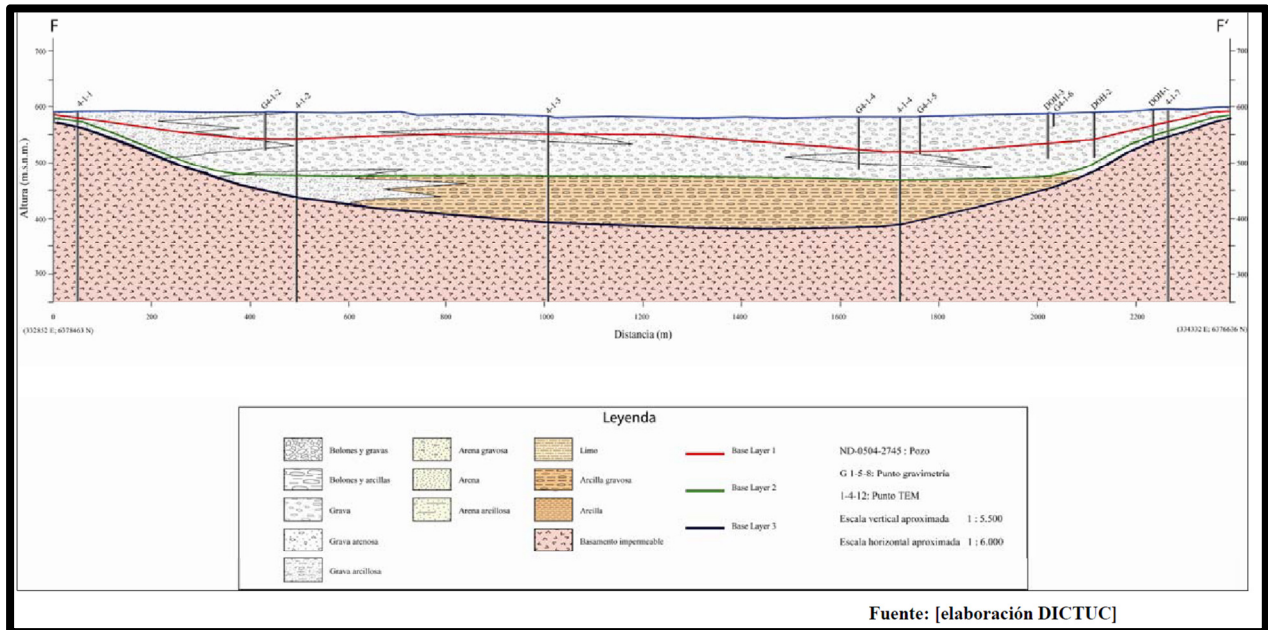 F
F'
4-1-1
G4-1-2
4-1-2
4-1-3
G4-1-4
4-1-4
G4-1-5
DOH-3
G4-1-6
DOH-2
DOH-1
4-1-7
Altura (m.s.n.m.)
700
600
500
400
300
700
600
500
400
300
0
200
400
600
800
1000
1200
1400
1600
1800
2000
2200
(332852 E; 6378463 N)
Distancia (m)
(334332 E; 6376636 N)
Leyenda
Bolones y gravas
Bolones y arcillas
Grava
Grava arenosa
Grava arcillosa
Arena gravosa
Arena
Arena arcillosa
Limo
Arcilla gravosa
Arcilla
Basamento impermeable
Base Layer 1
Base Layer 2
Base Layer 3
ND-0504-2745 : Pozo
G 1-5-8: Punto gravimetría
1-4-12: Punto TEM
Escala vertical aproximada 1 : 5.500
Escala horizontal aproximada 1 : 6.000
Fuente: [elaboración DICTUC]